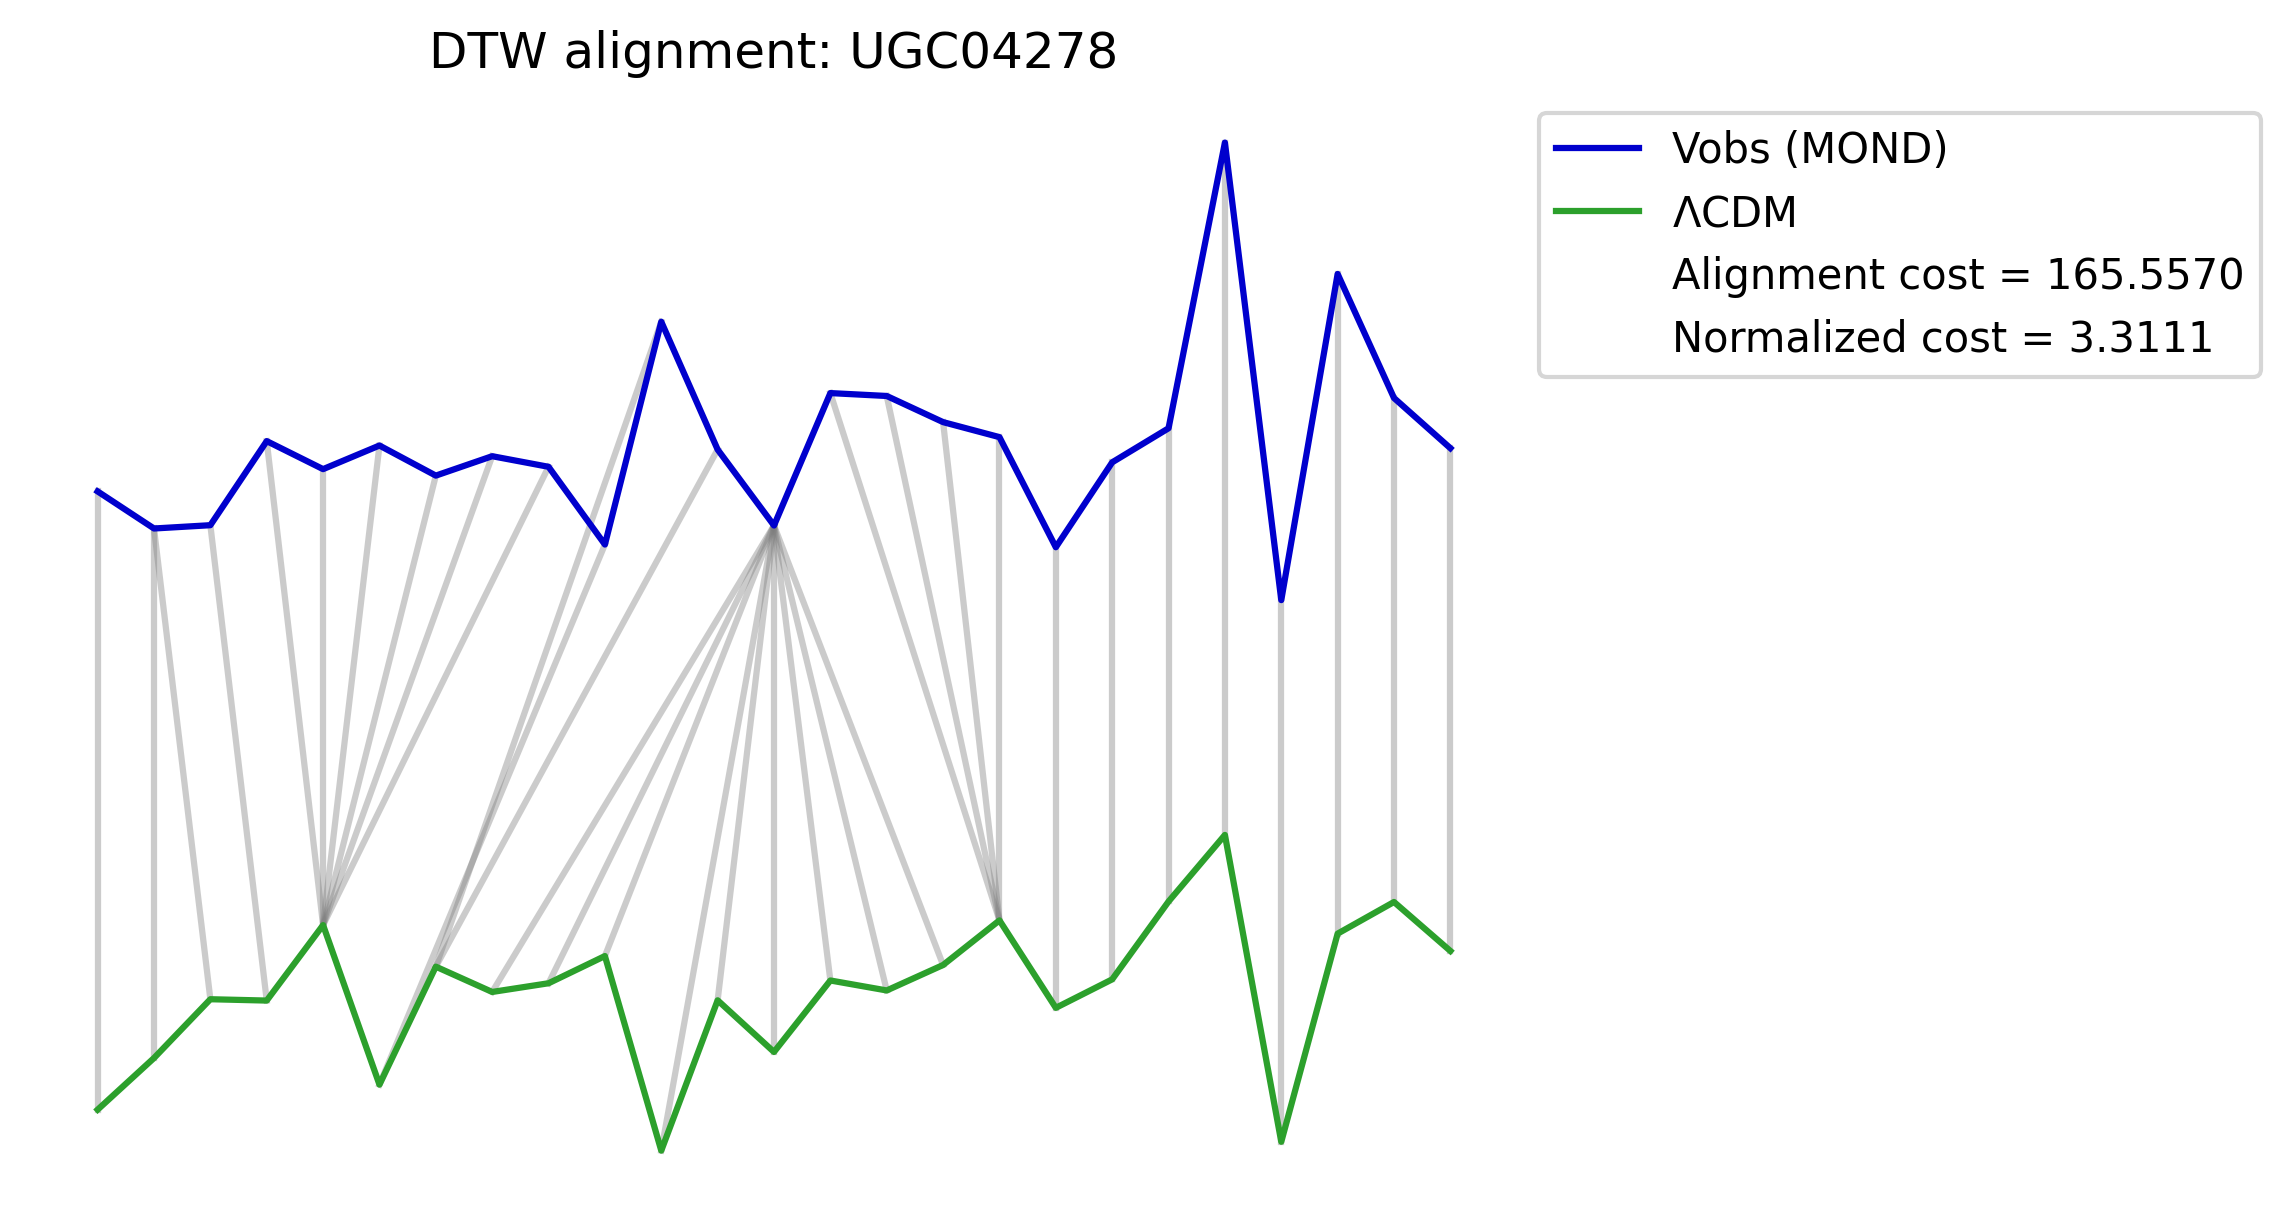 DTW alignment: UGC04278
Vobs (MOND)
ΛCDM
Alignment cost = 165.5570
Normalized cost = 3.3111